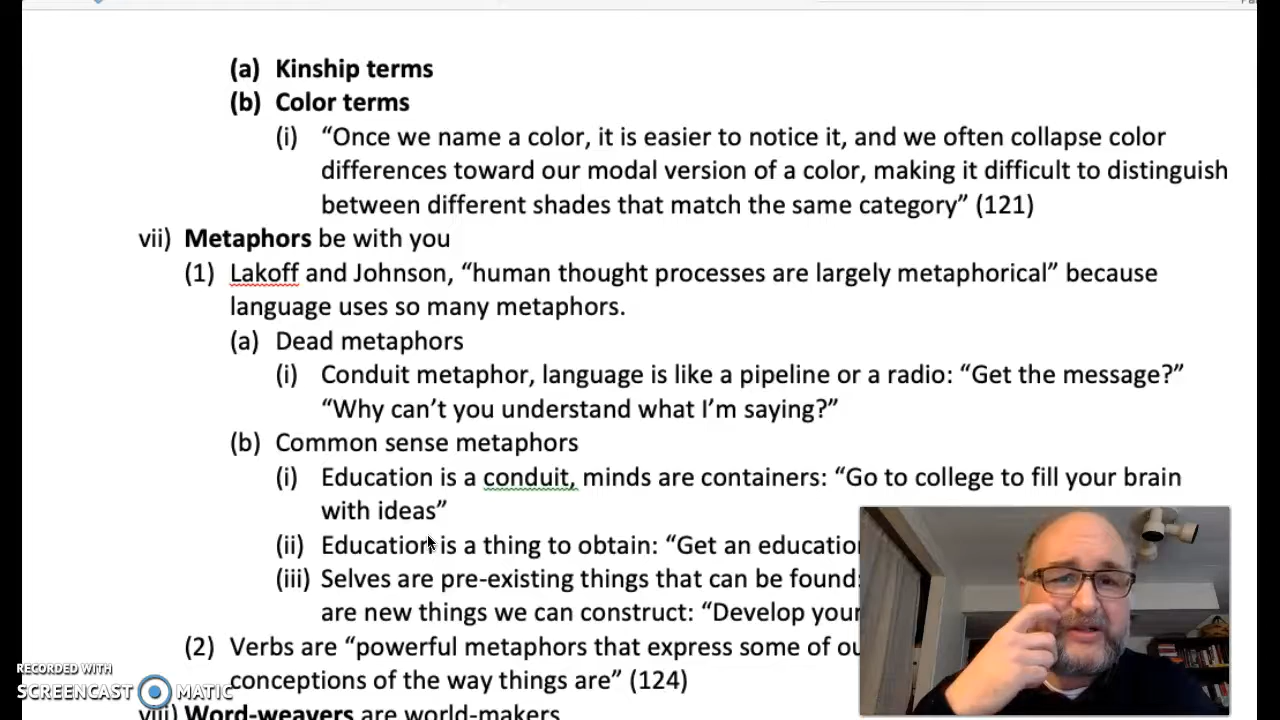 (a) Kinship terms
(b) Color terms
(i) “Once we name a color, it is easier to notice it, and we often collapse color
differences toward our modal version of a color, making it difficult to distinguish
between different shades that match the same category” (121)
vii) Metaphors be with you
(1) Lakoff and Johnson, “human thought processes are largely metaphorical” because
language uses so many metaphors.
(a) Dead metaphors
(i) Conduit metaphor, language is like a pipeline or a radio: “Get the message?”
“Why can’t you understand what I’m saying?”
(b) Common sense metaphors
(i) Education is a conduit, minds are containers: “Go to college to fill your brain
with ideas”
(ii) Education is a thing to obtain: “Get an educatio
(iii) Selves are pre-existing things that can be found:
are new things we can construct: “Develop your
(2) Verbs are “powerful metaphors that express some of ou
conceptions of the way things are” (124)
viii) Word-weavers are world-makers
RECORDED WITH
SCREENCAST MATIC